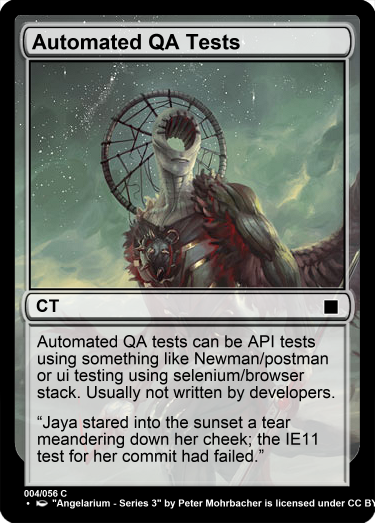 Automated QA Tests
CT
Automated QA tests can be API tests
using something like Newman/postman
or ui testing using selenium/browser
stack. Usually not written by developers.
“Jaya stared into the sunset a tear
meandering down her cheek; the IE11
test for her commit had failed.”
004/056 C
• "Angelarium - Series 3" by Peter Mohrbacher is licensed under CC BY